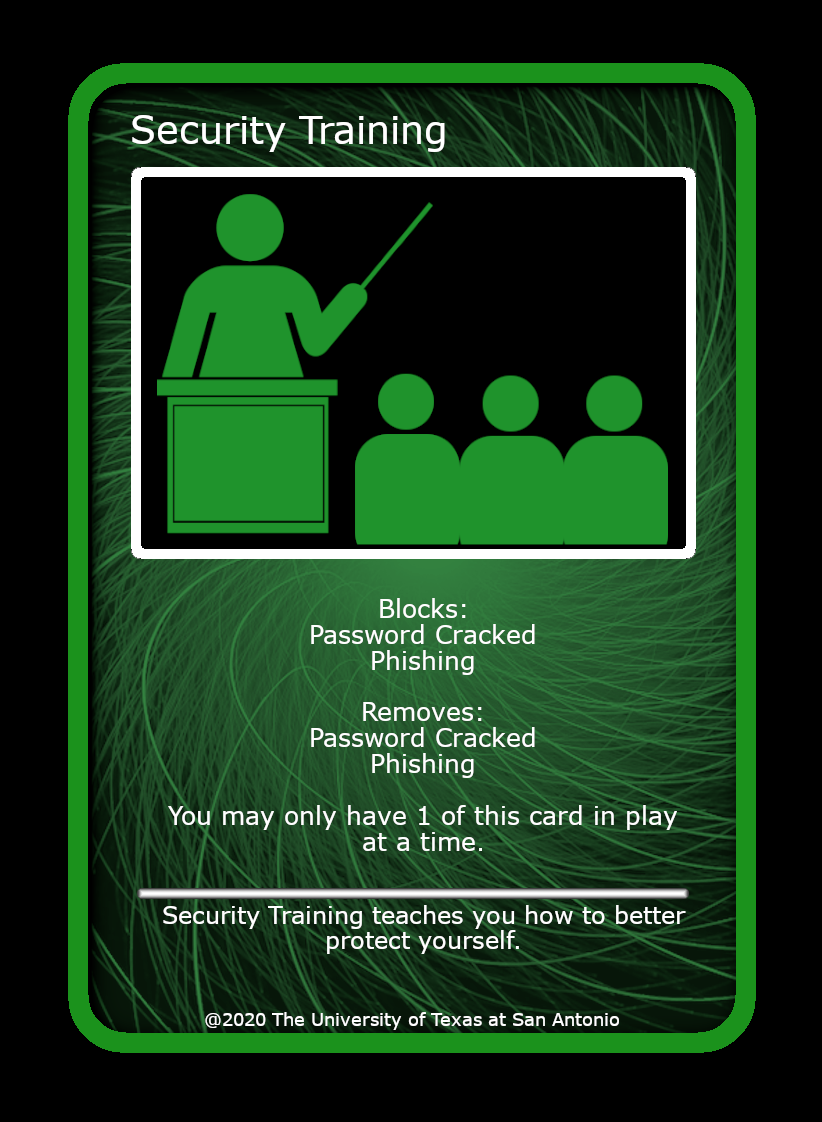 Security Training
Blocks:
Password Cracked
Phishing
Removes:
Password Cracked
Phishing
You may only have 1 of this card in play
at a time.
Security Training teaches you how to better
protect yourself.
@2020 The University of Texas at San Antonio